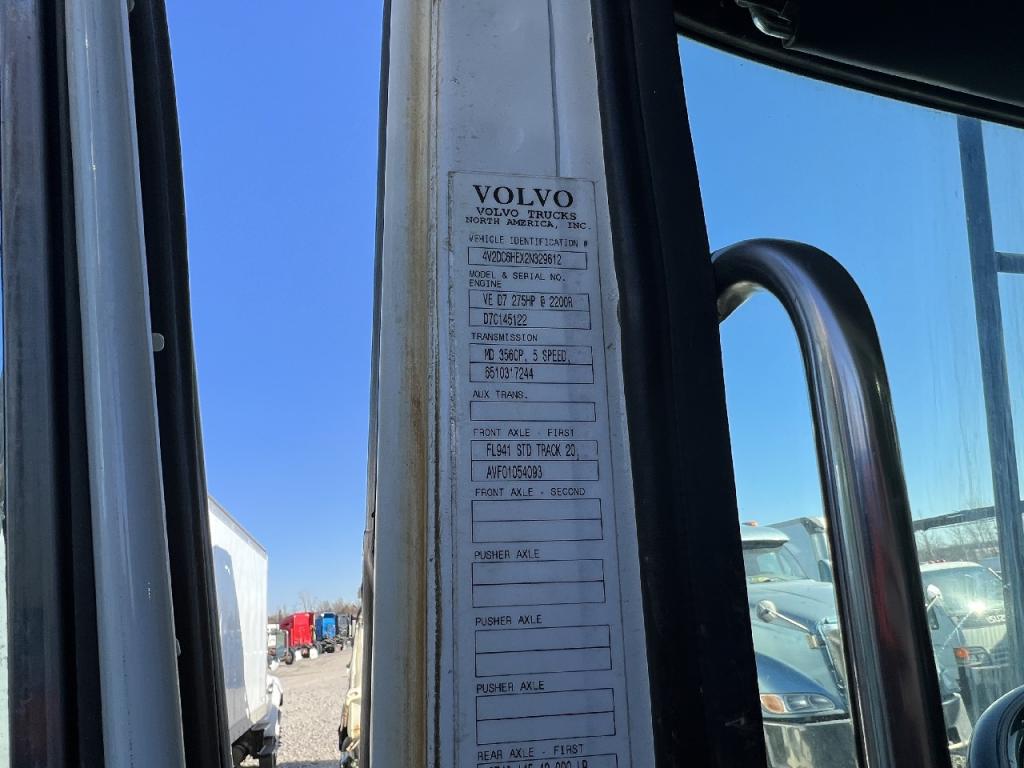 VOLVO
VOLVO TRUCKS
NORTH AMERICA, INC.
VEHICLE IDENTIFICATION #
4V2DC6HEX2N329612
MODEL & SERIAL NO.
ENGINE
VE D7 275HP @ 2200R
D7C145122
TRANSMISSION
MD 3560P, 5 SPEED,
6510317244
AUX TRANS.
FRONT AXLE - FIRST
FL941 STD TRACK 20,
AVF01054093
FRONT AXLE - SECOND
PUSHER AXLE
PUSHER AXLE
PUSHER AXLE
REAR AXLE - FIRST